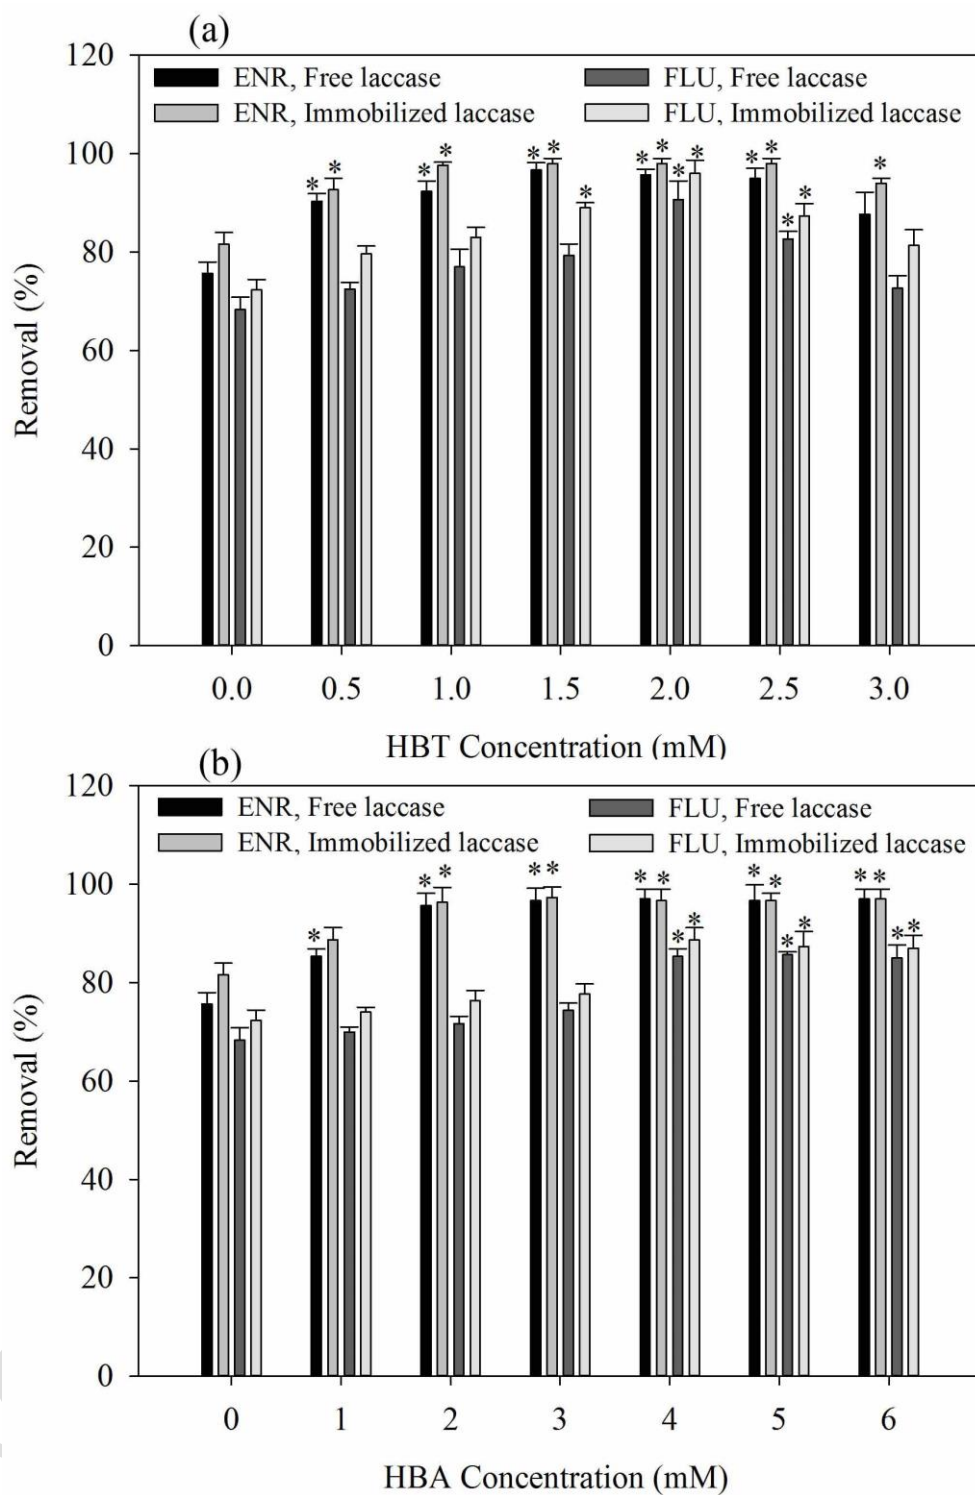 (a)
120
ENR, Free laccase FLU, Free laccase
ENR, Immobilized laccase FLU, Immobilized laccase
100
* * * * * * * * * * * * * * *
80
60
40
20
0
Removal (%)
0.0 0.5 1.0 1.5 2.0 2.5 3.0
HBT Concentration (mM)
(b)
120
ENR, Free laccase FLU, Free laccase
ENR, Immobilized laccase FLU, Immobilized laccase
100
* * * * * * * * * * * * * * * * *
80
60
40
20
0
Removal (%)
0 1 2 3 4 5 6
HBA Concentration (mM)